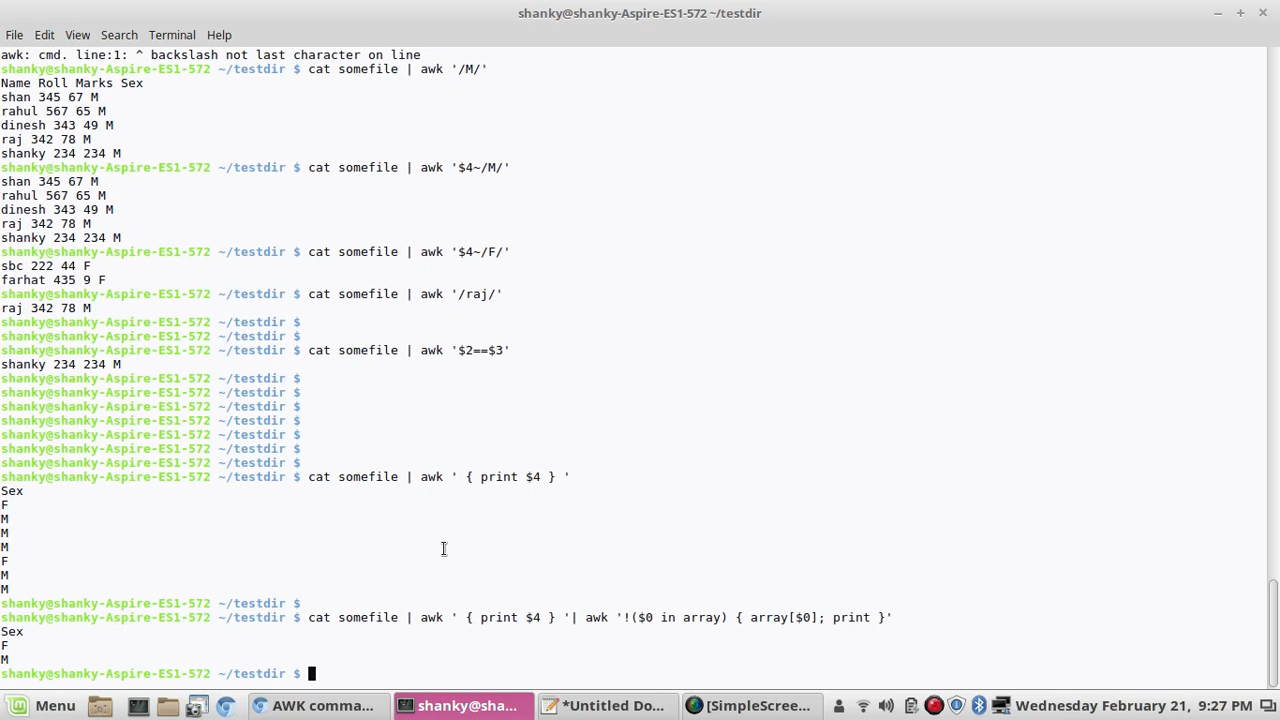 shanky@shanky-Aspire-ES1-572 ~/testdir
File Edit View Search Terminal Help
awk: cmd. line:1: ^ backslash not last character on line
shanky@shanky-Aspire-ES1-572 ~/testdir $ cat somefile | awk '/M/'
Name Roll Marks Sex
shan 345 67 M
rahul 567 65 M
dinesh 343 49 M
raj 342 78 M
shanky 234 234 M
shanky@shanky-Aspire-ES1-572 ~/testdir $ cat somefile | awk '$4~/M/'
shan 345 67 M
rahul 567 65 M
dinesh 343 49 M
raj 342 78 M
shanky 234 234 M
shanky@shanky-Aspire-ES1-572 ~/testdir $ cat somefile | awk '$4~/F/'
sbc 222 44 F
farhat 435 9 F
shanky@shanky-Aspire-ES1-572 ~/testdir $ cat somefile | awk '/raj/'
raj 342 78 M
shanky@shanky-Aspire-ES1-572 ~/testdir $
shanky@shanky-Aspire-ES1-572 ~/testdir $
shanky@shanky-Aspire-ES1-572 ~/testdir $ cat somefile | awk '$2==$3'
shanky 234 234 M
shanky@shanky-Aspire-ES1-572 ~/testdir $
shanky@shanky-Aspire-ES1-572 ~/testdir $
shanky@shanky-Aspire-ES1-572 ~/testdir $
shanky@shanky-Aspire-ES1-572 ~/testdir $
shanky@shanky-Aspire-ES1-572 ~/testdir $
shanky@shanky-Aspire-ES1-572 ~/testdir $
shanky@shanky-Aspire-ES1-572 ~/testdir $
shanky@shanky-Aspire-ES1-572 ~/testdir $ cat somefile | awk ' { print $4 } '
Sex
F
M
M
M
F
M
M
shanky@shanky-Aspire-ES1-572 ~/testdir $
shanky@shanky-Aspire-ES1-572 ~/testdir $ cat somefile | awk ' { print $4 } '| awk '!($0 in array) { array[$0]; print }'
Sex
F
M
shanky@shanky-Aspire-ES1-572 ~/testdir $
Menu AWK comma... shanky@sha... *Untitled Do... [SimpleScree... Wednesday February 21, 9:27 PM